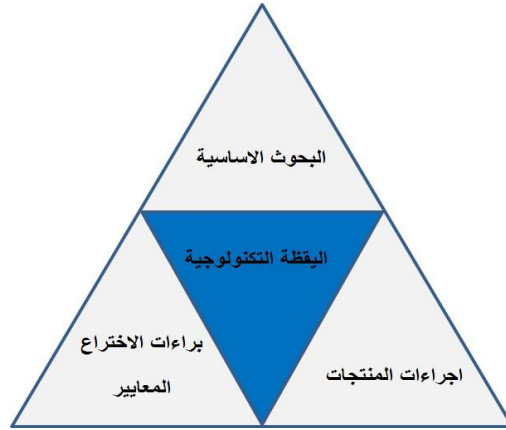 البحوث الاساسية
اليقظة التكنولوجية
براءات الاختراع
المعايير
اجراءات المنتجات